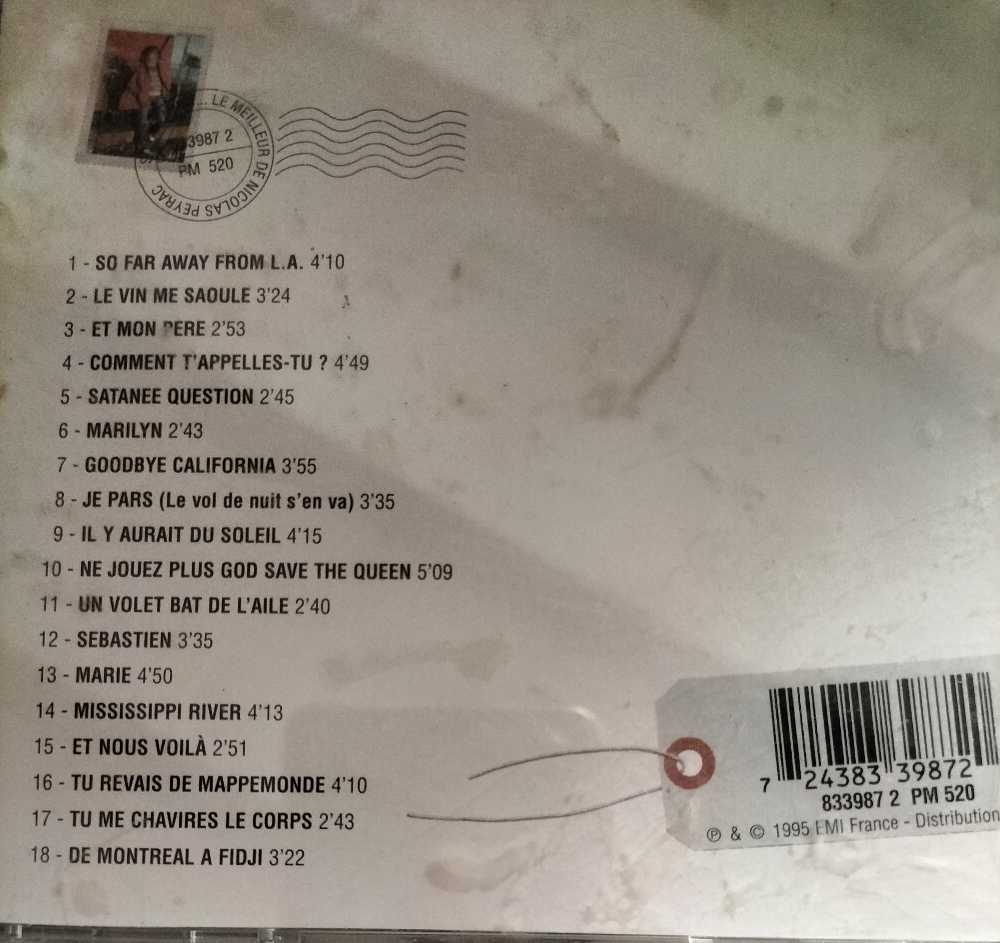 ... LE MEILLEUR DE NICOLAS PEYRAC
3987 2
PM 520
1 - SO FAR AWAY FROM L.A. 4'10
2 - LE VIN ME SAOULE 3'24
3 - ET MON PERE 2'53
4 - COMMENT T'APPELLES-TU ? 4'49
5 - SATANEE QUESTION 2'45
6 - MARILYN 2'43
7 - GOODBYE CALIFORNIA 3'55
8 - JE PARS (Le vol de nuit s'en va) 3'35
9 - IL Y AURAIT DU SOLEIL 4'15
10 - NE JOUEZ PLUS GOD SAVE THE QUEEN 5'09
11 - UN VOLET BAT DE L'AILE 2'40
12 - SEBASTIEN 3'35
13 - MARIE 4'50
14 - MISSISSIPPI RIVER 4'13
15 - ET NOUS VOILÀ 2'51
16 - TU REVAIS DE MAPPEMONDE 4'10
17 - TU ME CHAVIRES LE CORPS 2'43
18 - DE MONTREAL A FIDJI 3'22
7 24383 39872
833987 2 PM 520
℗ & © 1995 EMI France - Distribution